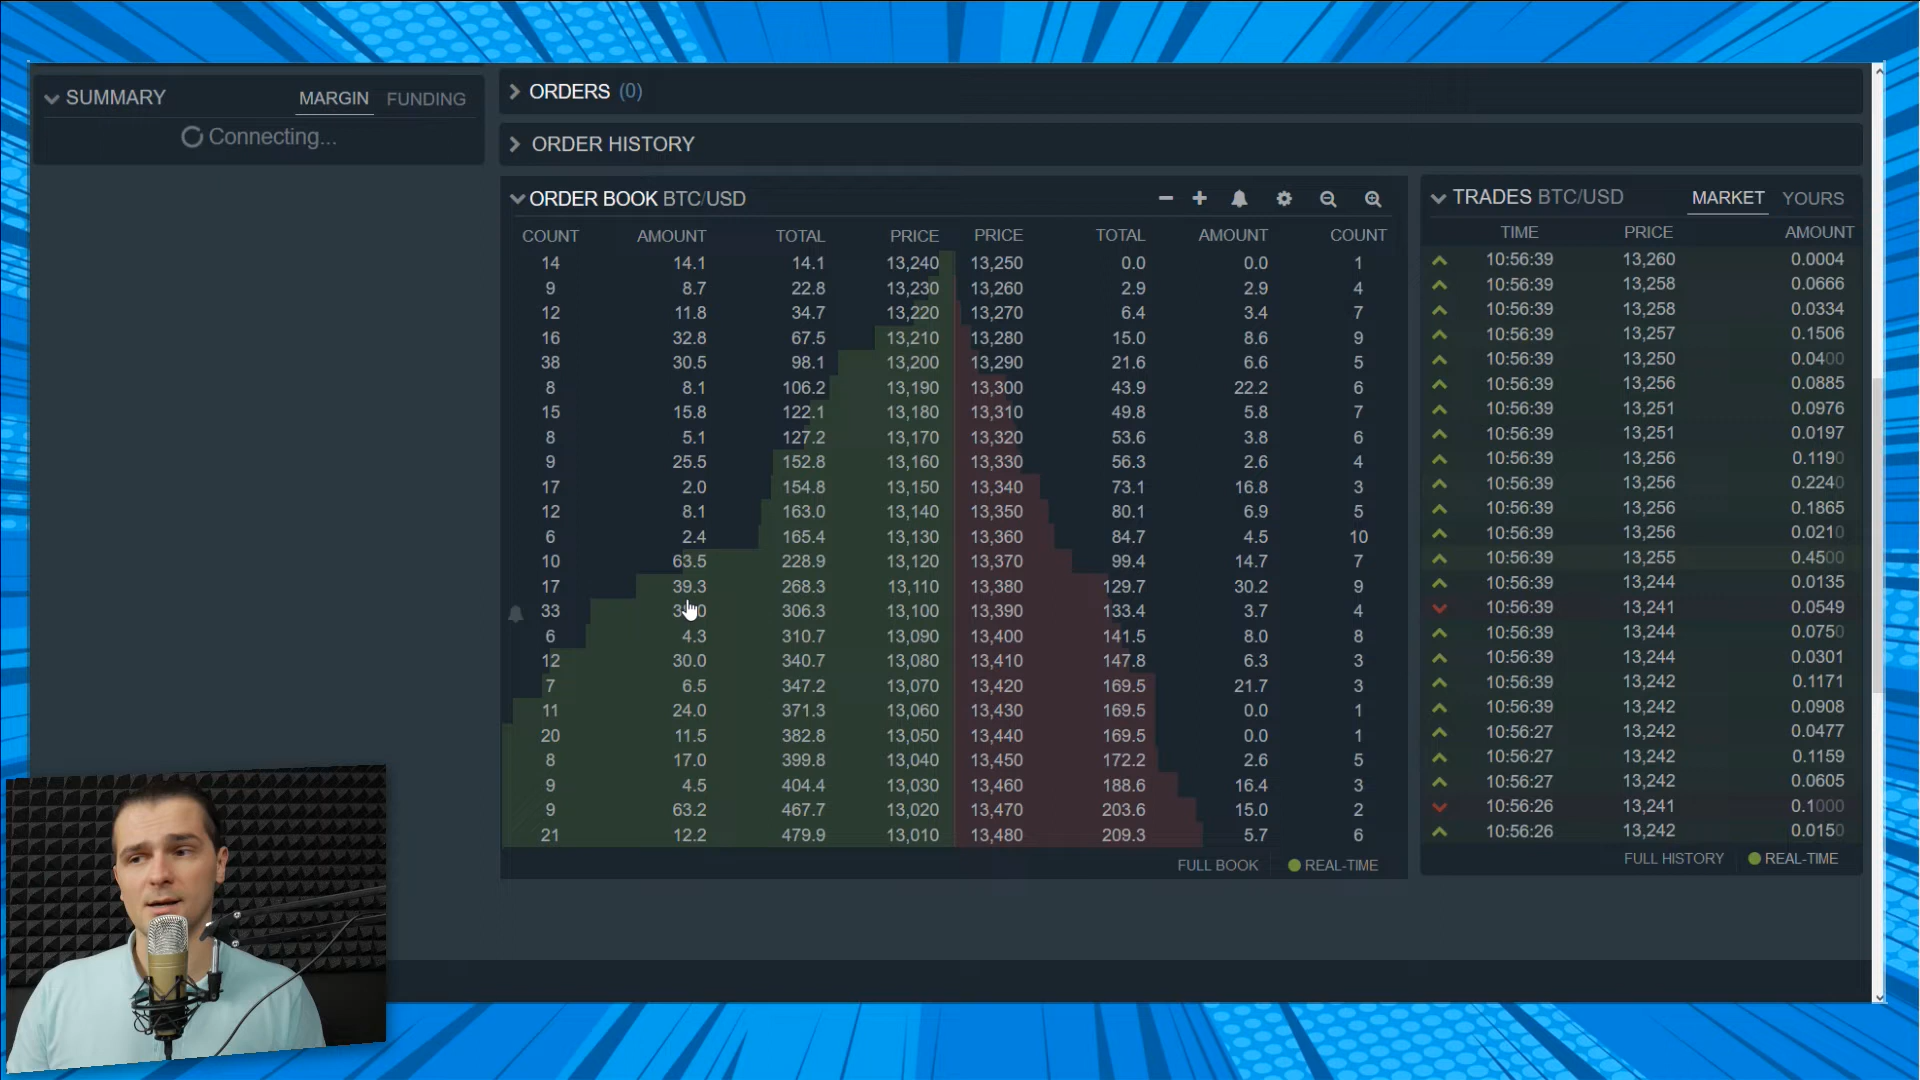 SUMMARY MARGIN FUNDING
Connecting...
ORDERS (0)
ORDER HISTORY
ORDER BOOK BTC/USD
COUNT AMOUNT TOTAL PRICE PRICE TOTAL AMOUNT COUNT
14 14.1 14.1 13,240 13,250 0.0 0.0 1
9 8.7 22.8 13,230 13,260 2.9 2.9 4
12 11.8 34.7 13,220 13,270 6.4 3.4 7
16 32.8 67.5 13,210 13,280 15.0 8.6 9
38 30.5 98.1 13,200 13,290 21.6 6.6 5
8 8.1 106.2 13,190 13,300 43.9 22.2 6
15 15.8 122.1 13,180 13,310 49.8 5.8 7
8 5.1 127.2 13,170 13,320 53.6 3.8 6
9 25.5 152.8 13,160 13,330 56.3 2.6 4
17 2.0 154.8 13,150 13,340 73.1 16.8 3
12 8.1 163.0 13,140 13,350 80.1 6.9 5
6 2.4 165.4 13,130 13,360 84.7 4.5 10
10 63.5 228.9 13,120 13,370 99.4 14.7 7
17 39.3 268.3 13,110 13,380 129.7 30.2 9
33 306.3 13,100 13,390 133.4 3.7 4
6 4.3 310.7 13,090 13,400 141.5 8.0 8
12 30.0 340.7 13,080 13,410 147.8 6.3 3
7 6.5 347.2 13,070 13,420 169.5 21.7 3
11 24.0 371.3 13,060 13,430 169.5 0.0 1
20 11.5 382.8 13,050 13,440 169.5 0.0 1
8 17.0 399.8 13,040 13,450 172.2 2.6 5
9 4.5 404.4 13,030 13,460 188.6 16.4 3
9 63.2 467.7 13,020 13,470 203.6 15.0 2
21 12.2 479.9 13,010 13,480 209.3 5.7 6
FULL BOOK REAL-TIME
TRADES BTC/USD MARKET YOURS
TIME PRICE AMOUNT
10:56:39 13,260 0.0004
10:56:39 13,258 0.0666
10:56:39 13,258 0.0334
10:56:39 13,257 0.1506
10:56:39 13,250 0.0400
10:56:39 13,256 0.0885
10:56:39 13,251 0.0976
10:56:39 13,251 0.0197
10:56:39 13,256 0.1190
10:56:39 13,256 0.2240
10:56:39 13,256 0.1865
10:56:39 13,256 0.0210
10:56:39 13,255 0.4500
10:56:39 13,244 0.0135
10:56:39 13,241 0.0549
10:56:39 13,244 0.0750
10:56:39 13,244 0.0301
10:56:39 13,242 0.1171
10:56:39 13,242 0.0908
10:56:27 13,242 0.0477
10:56:27 13,242 0.1159
10:56:27 13,242 0.0605
10:56:26 13,241 0.1000
10:56:26 13,242 0.0150
FULL HISTORY REAL-TIME